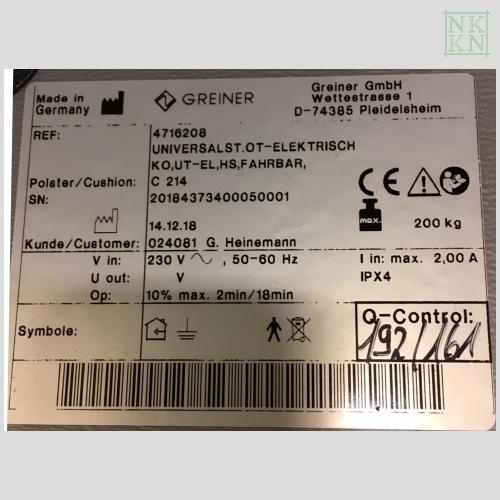 NK
KN
Made in
Germany
GREINER
Greiner GmbH
Wettestrasse 1
D-74385 Pleidelsheim
REF:
4716208
UNIVERSALST.OT-ELEKTRISCH
KO,UT-EL,HS,FAHRBAR,
Polster/Cushion: C 214
SN: 20184373400050001
14.12.18
CE
max.
200 kg
Kunde/Customer: 024081 G. Heinemann
V in: 230 V ~, 50-60 Hz
I in: max. 2,00 A
U out: V
IPX4
Op: 10% max. 2min/18min
Q-Control:
192/161
Symbole: